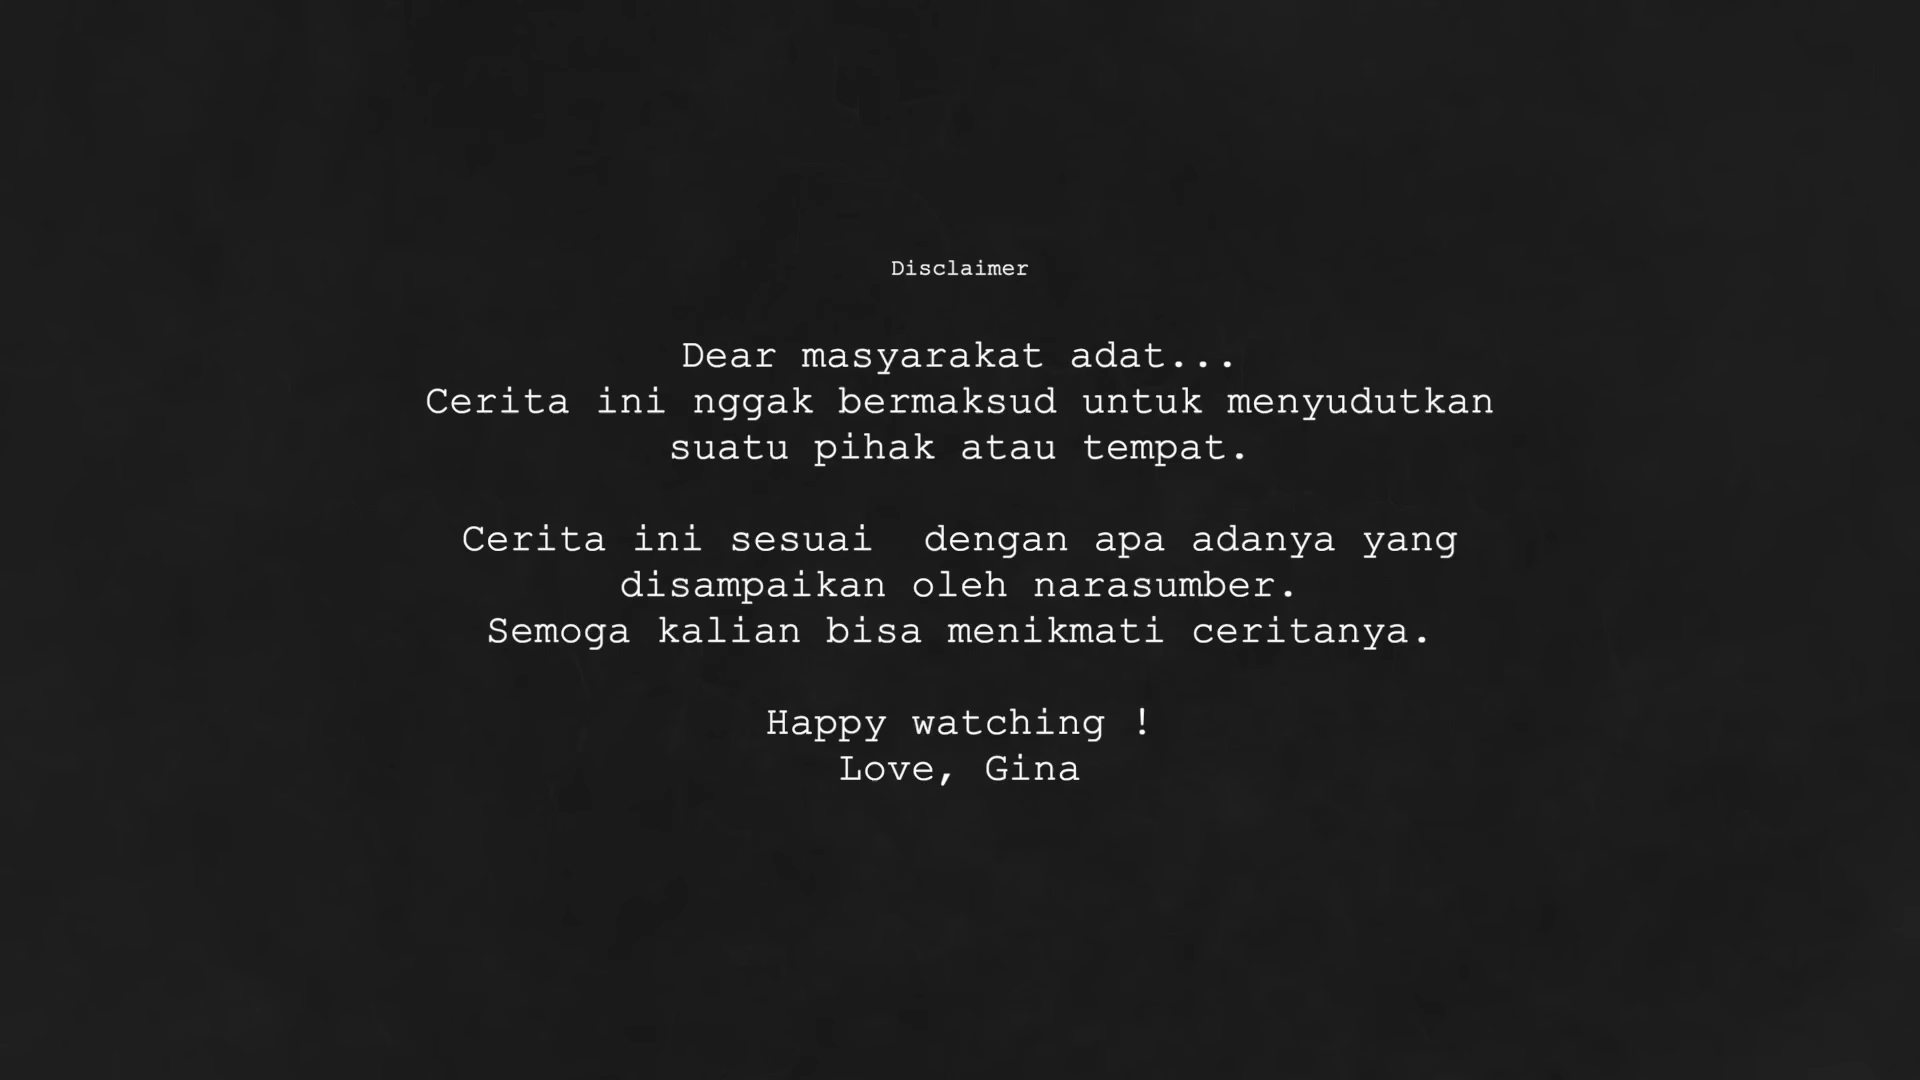 Disclaimer
Dear masyarakat adat...
Cerita ini nggak bermaksud untuk menyudutkan
suatu pihak atau tempat.
Cerita ini sesuai  dengan apa adanya yang
disampaikan oleh narasumber.
Semoga kalian bisa menikmati ceritanya.
Happy watching !
Love, Gina